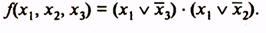 f(x₁, x₂, x₃) = (x₁ ∨ x̅₃) · (x₁ ∨ x̅₂).